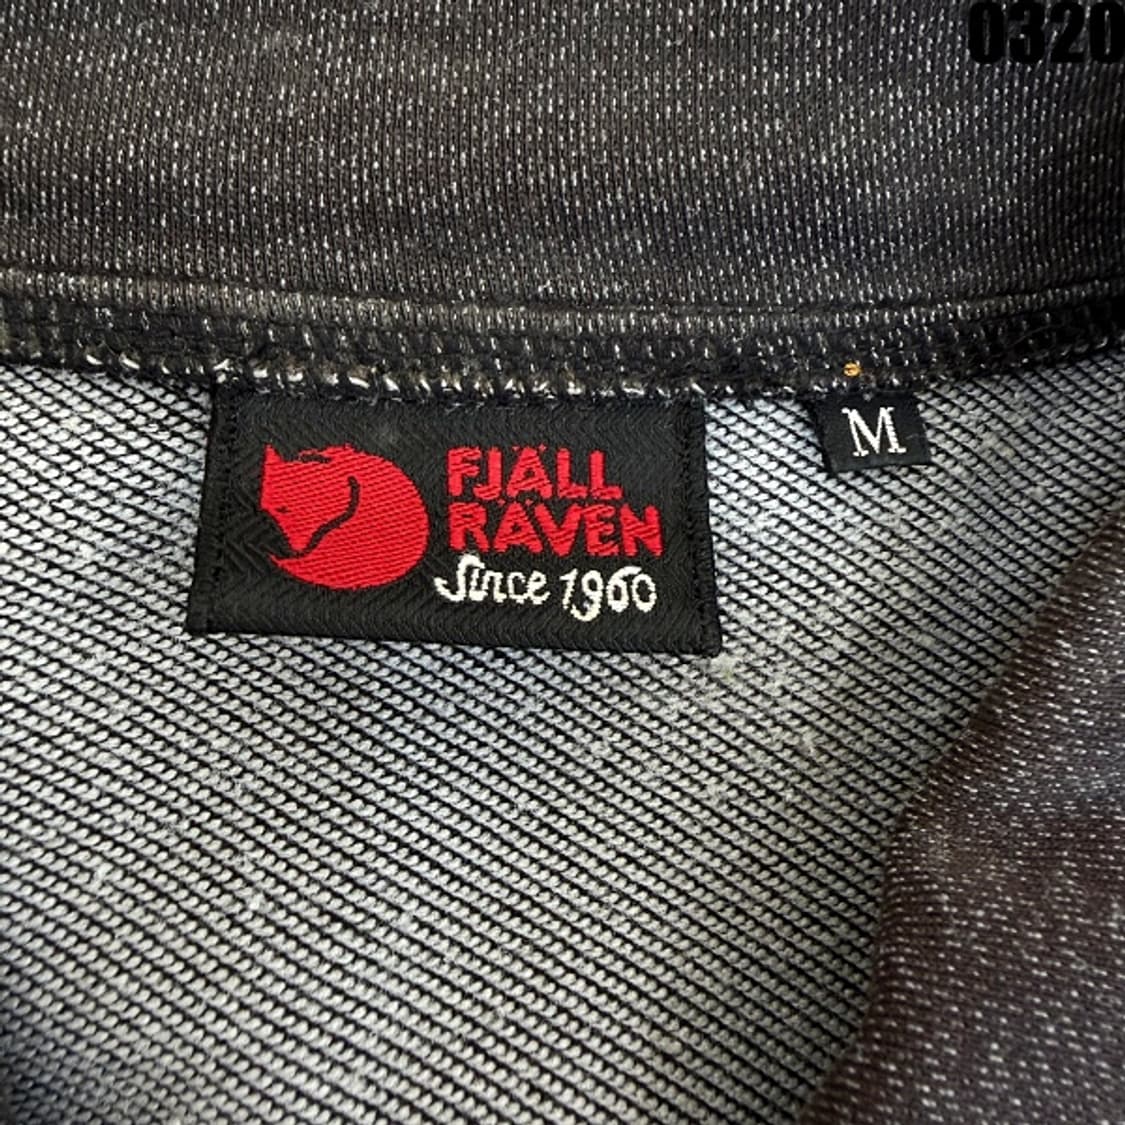 0320
FJÄLL
RÄVEN
Since 1960
M